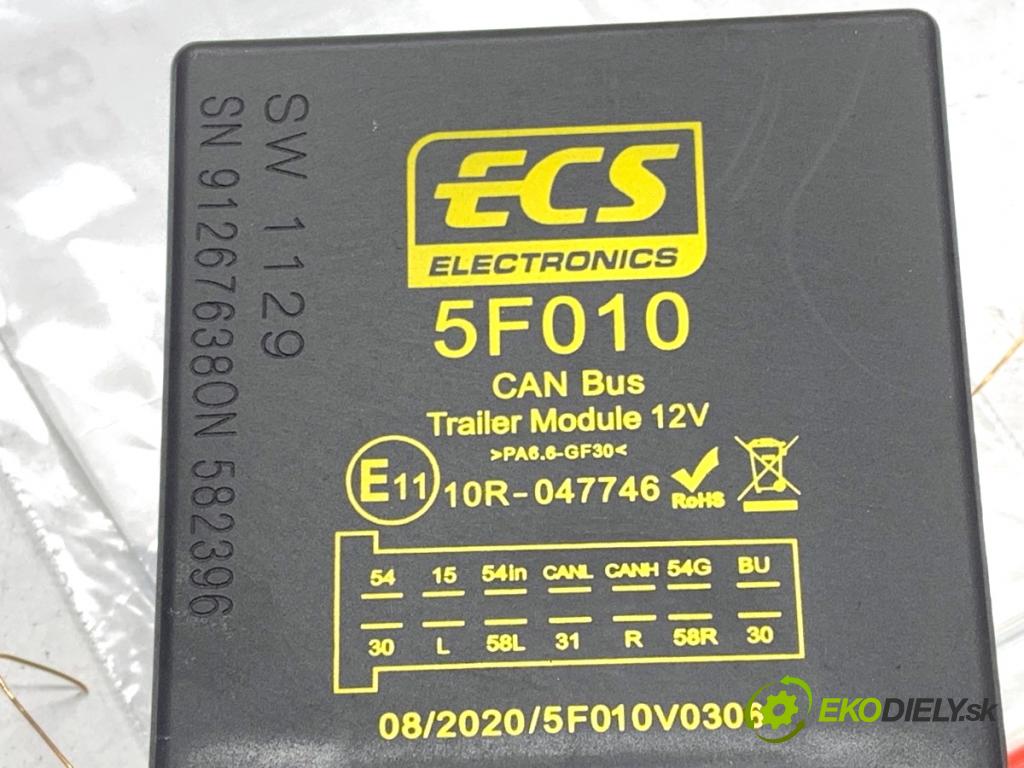 SW 1129
SN 912676380N 582396
ECS
ELECTRONICS
5F010
CAN Bus
Trailer Module 12V
>PA6.6-GF30<
E11 10R-047746 RoHS
54 15 54in CANL CANH 54G BU
30 L 58L 31 R 58R 30
08/2020/5F010V0306
EKODIELY.sk